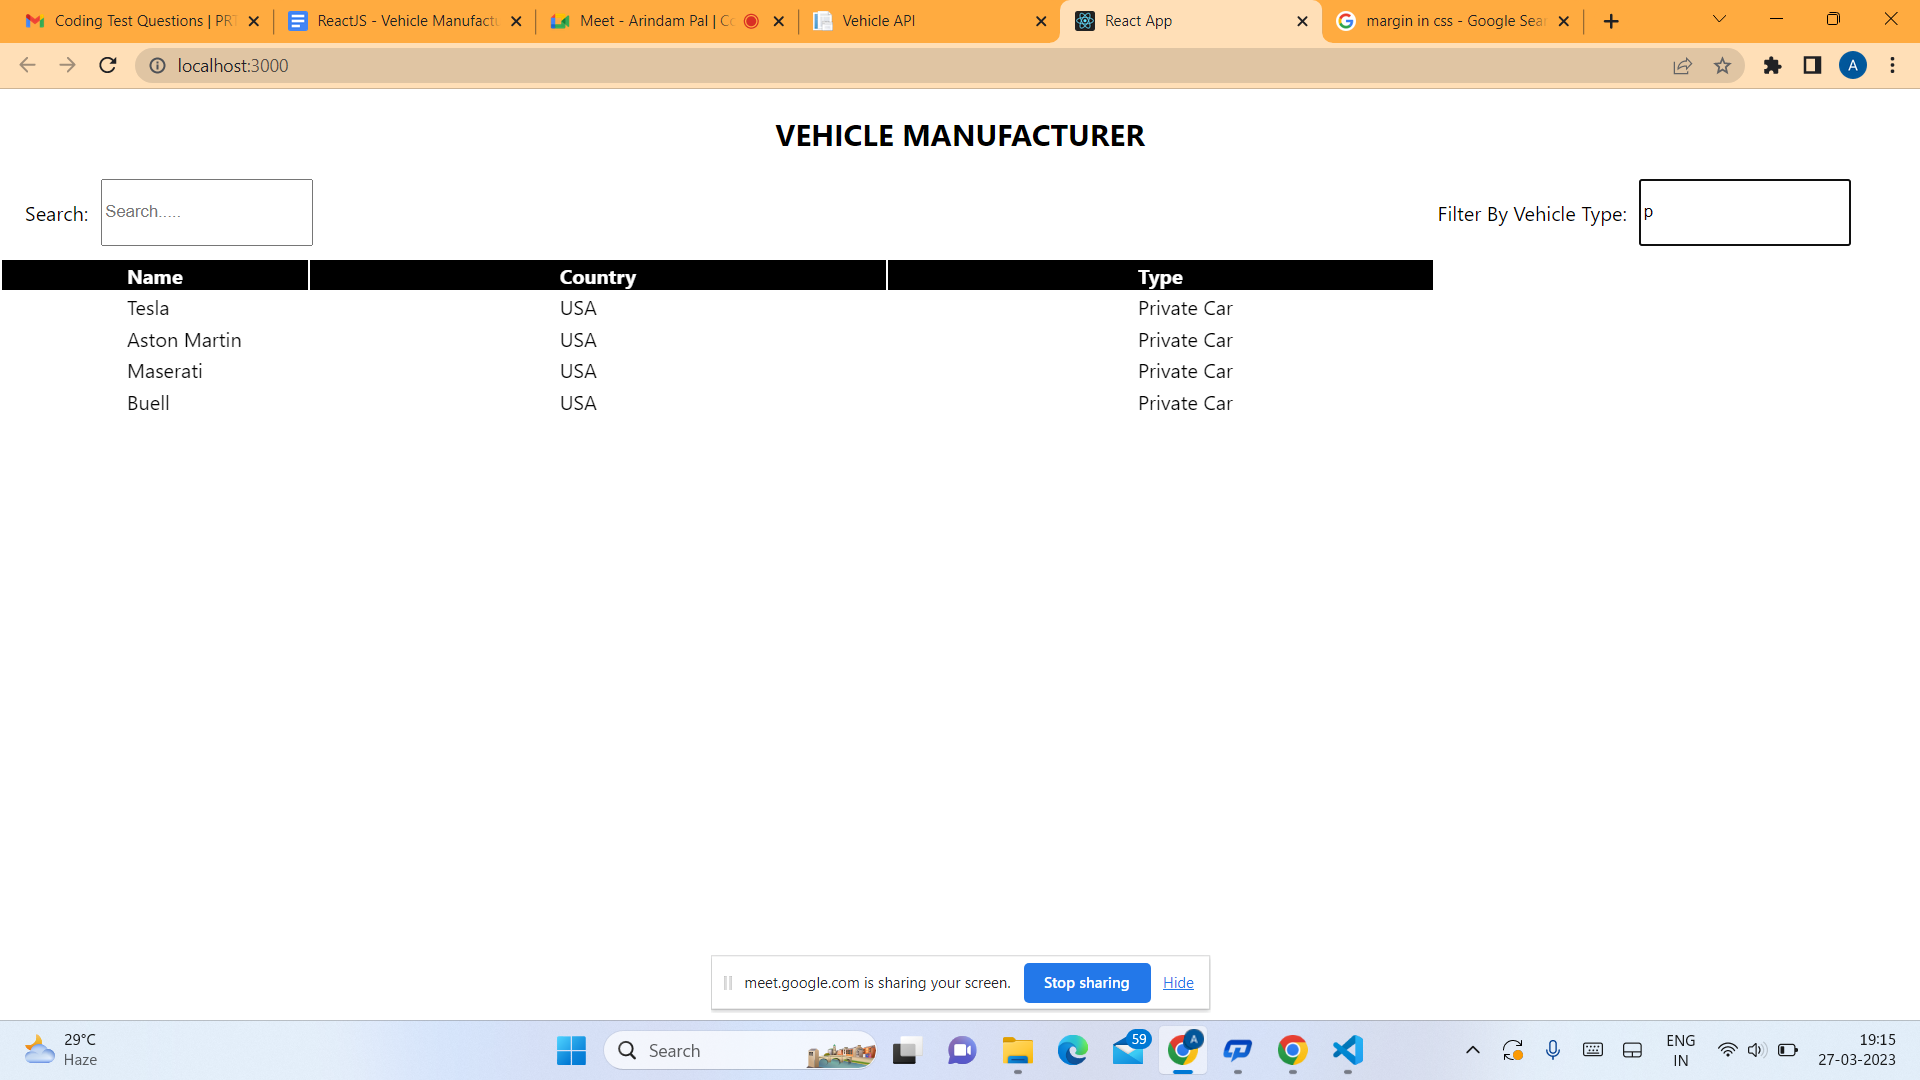 Coding Test Questions | PRT
ReactJS - Vehicle Manufactu
Meet - Arindam Pal | Co
Vehicle API
React App
margin in css - Google Sear
localhost:3000
A
VEHICLE MANUFACTURER
Search: Search.....
Filter By Vehicle Type: p
Name Country Type
Tesla USA Private Car
Aston Martin USA Private Car
Maserati USA Private Car
Buell USA Private Car
meet.google.com is sharing your screen. Stop sharing Hide
29°C
Haze
Search
59
A
ENG
IN
19:15
27-03-2023